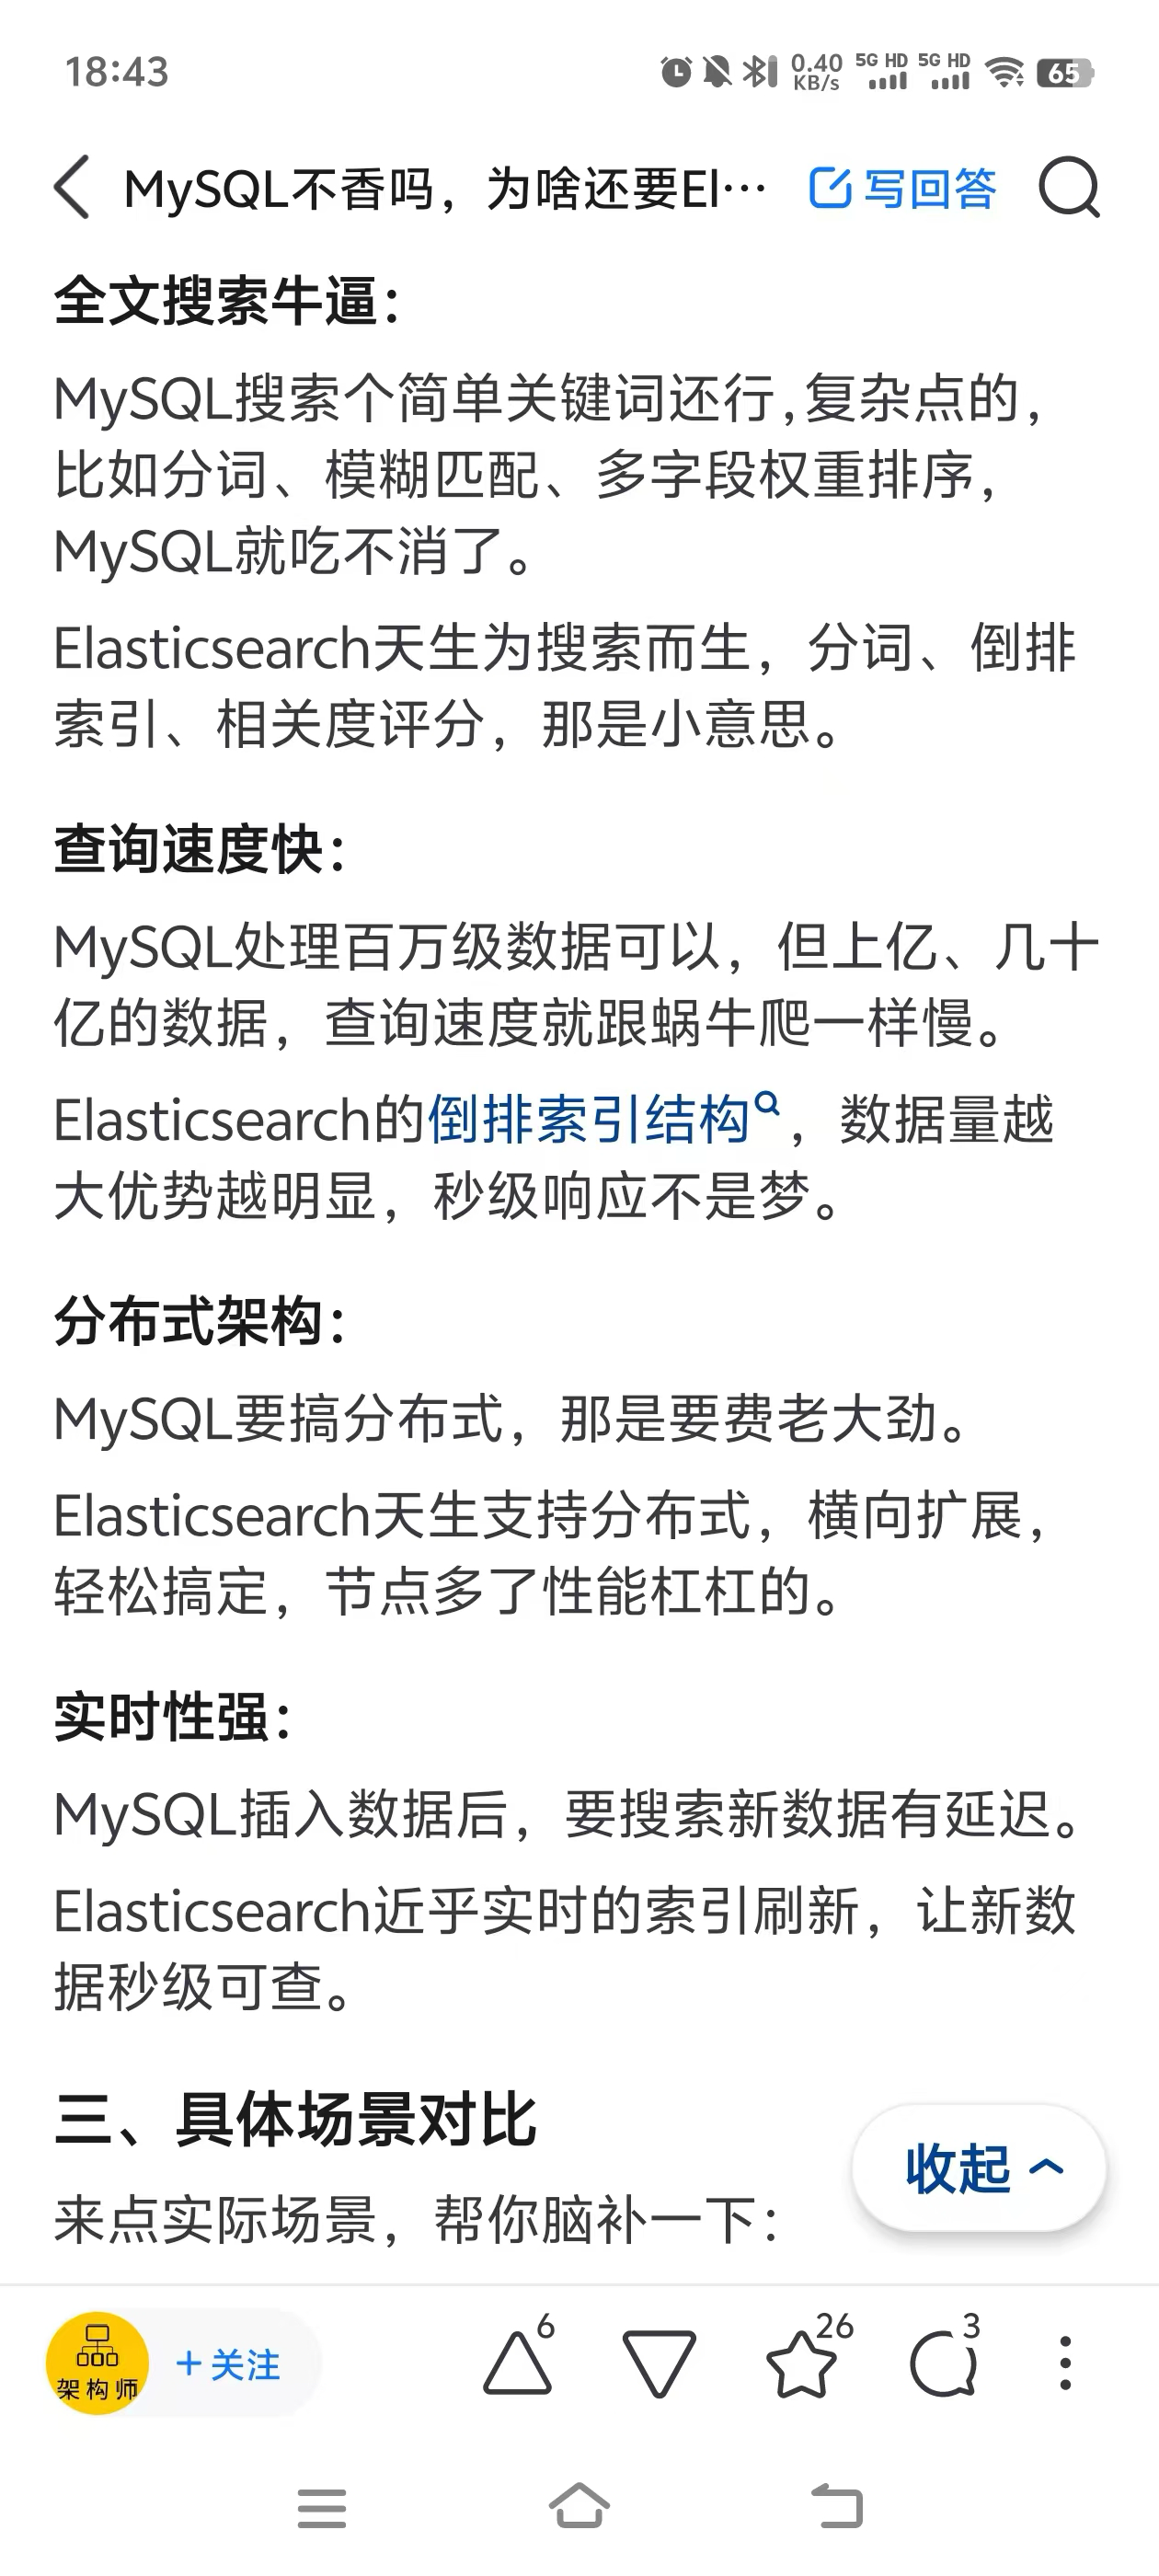 18:43
0.40 KB/s 5G HD 5G HD 65
MySQL不香吗，为啥还要El… 写回答
全文搜索牛逼：
MySQL搜索个简单关键词还行,复杂点的，
比如分词、模糊匹配、多字段权重排序，
MySQL就吃不消了。
Elasticsearch天生为搜索而生，分词、倒排
索引、相关度评分，那是小意思。
查询速度快：
MySQL处理百万级数据可以，但上亿、几十
亿的数据，查询速度就跟蜗牛爬一样慢。
Elasticsearch的倒排索引结构，数据量越
大优势越明显，秒级响应不是梦。
分布式架构：
MySQL要搞分布式，那是要费老大劲。
Elasticsearch天生支持分布式，横向扩展，
轻松搞定，节点多了性能杠杠的。
实时性强：
MySQL插入数据后，要搜索新数据有延迟。
Elasticsearch近乎实时的索引刷新，让新数
据秒级可查。
三、具体场景对比
收起
来点实际场景，帮你脑补一下：
架构师 +关注 6 26 3